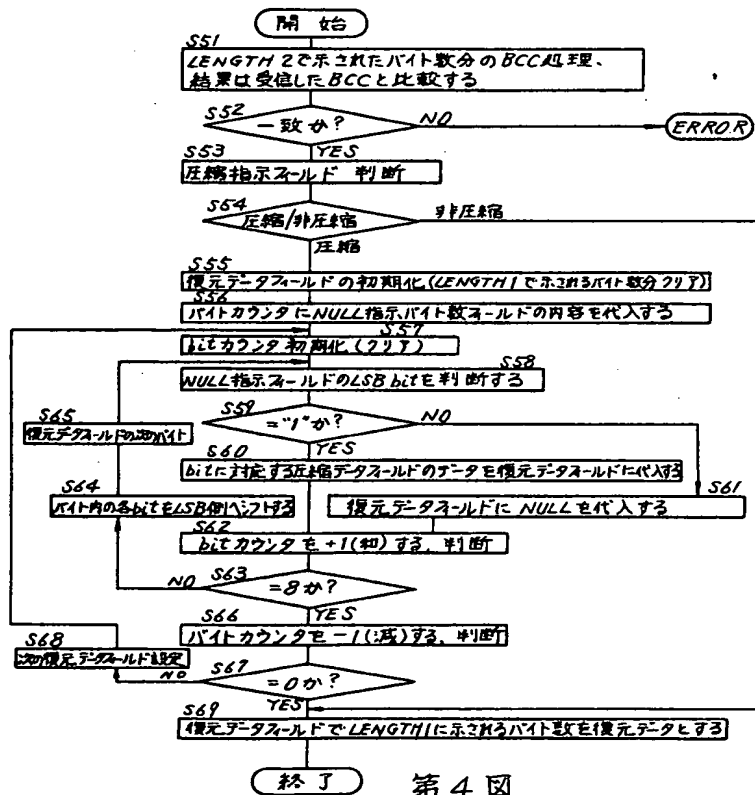 開始
S51
LENGTH2で示されたバイト数分のBCC処理、
結果は受信したBCCと比較する
S52
一致か?
NO
ERROR
YES
S53
圧縮指示フィールド 判断
S54
圧縮/非圧縮
非圧縮
圧縮
S55
復元データフィールドの初期化(LENGTH1で示されるバイト数分クリア)
S56
バイトカウンタにNULL指示バイト数フィールドの内容を代入する
S57
bitカウンタ初期化(クリア)
S58
NULL指示フィールドのLSB bitを判断する
S59
="1"か?
NO
YES
S65
復元データフィールドの次のバイト
S60
bitに対応する圧縮データフィールドのデータを復元データフィールドに代入する
S61
復元データフィールドにNULLを代入する
S64
バイト内の各bitをLSB側へシフトする
S62
bitカウンタを+1(和)する、判断
S63
=8か?
NO
YES
S66
バイトカウンタを-1(減)する、判断
S68
次の復元データフィールド設定
S67
=0か?
NO
YES
S69
復元データフィールドでLENGTH1に示されるバイト数を復元データとする
終了
第4図